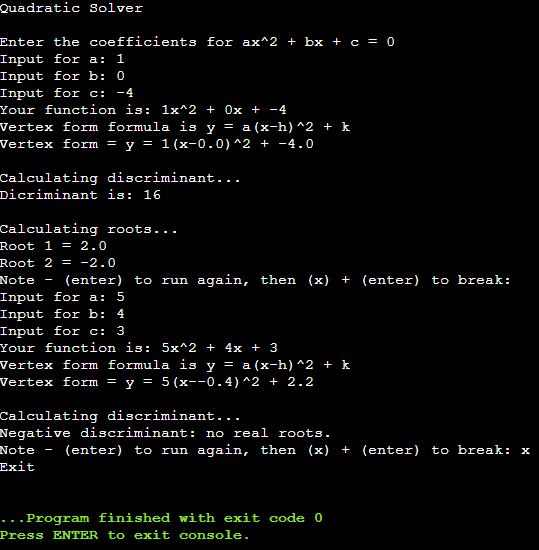 Quadratic Solver
Enter the coefficients for ax^2 + bx + c = 0
Input for a: 1
Input for b: 0
Input for c: -4
Your function is: 1x^2 + 0x + -4
Vertex form formula is y = a(x-h)^2 + k
Vertex form = y = 1(x-0.0)^2 + -4.0
Calculating discriminant...
Dicriminant is: 16
Calculating roots...
Root 1 = 2.0
Root 2 = -2.0
Note - (enter) to run again, then (x) + (enter) to break:
Input for a: 5
Input for b: 4
Input for c: 3
Your function is: 5x^2 + 4x + 3
Vertex form formula is y = a(x-h)^2 + k
Vertex form = y = 5(x--0.4)^2 + 2.2
Calculating discriminant...
Negative discriminant: no real roots.
Note - (enter) to run again, then (x) + (enter) to break: x
Exit
...Program finished with exit code 0
Press ENTER to exit console.